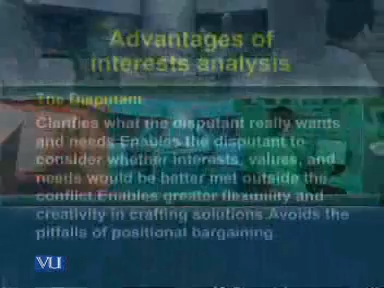 Advantages of
interests analysis
The Disputant
Clarifies what the disputant really wants
and needs Enables the disputant to
consider whether interests, values, and
needs would be better met outside the
conflict Enables greater flexibility and
creativity in crafting solutions Avoids the
pitfalls of positional bargaining
VU